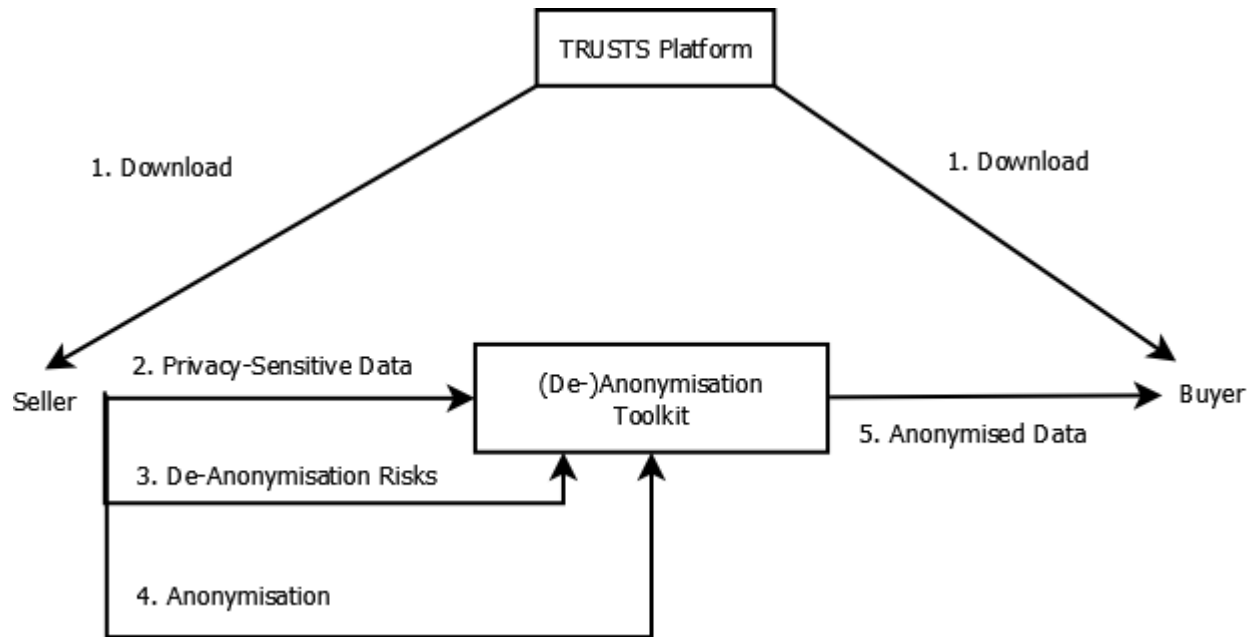 TRUSTS Platform
1. Download
1. Download
2. Privacy-Sensitive Data
(De-)Anonymisation
Toolkit
Seller
Buyer
5. Anonymised Data
3. De-Anonymisation Risks
4. Anonymisation